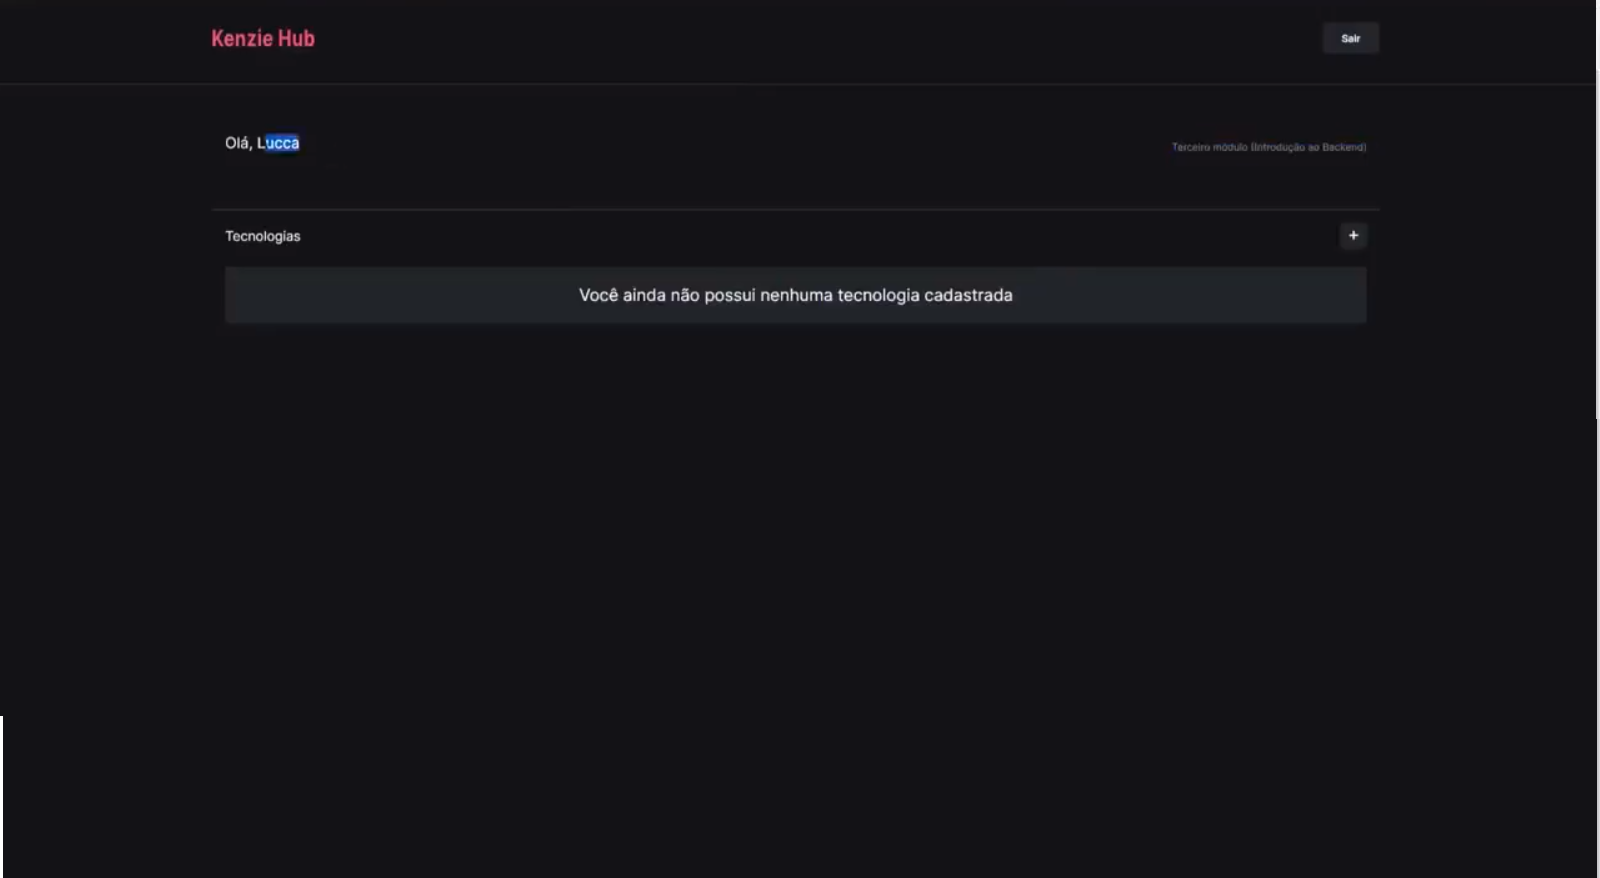 Kenzie Hub
Sair
Olá, Lucca
Terceiro módulo (Introdução ao Backend)
Tecnologias
+
Você ainda não possui nenhuma tecnologia cadastrada